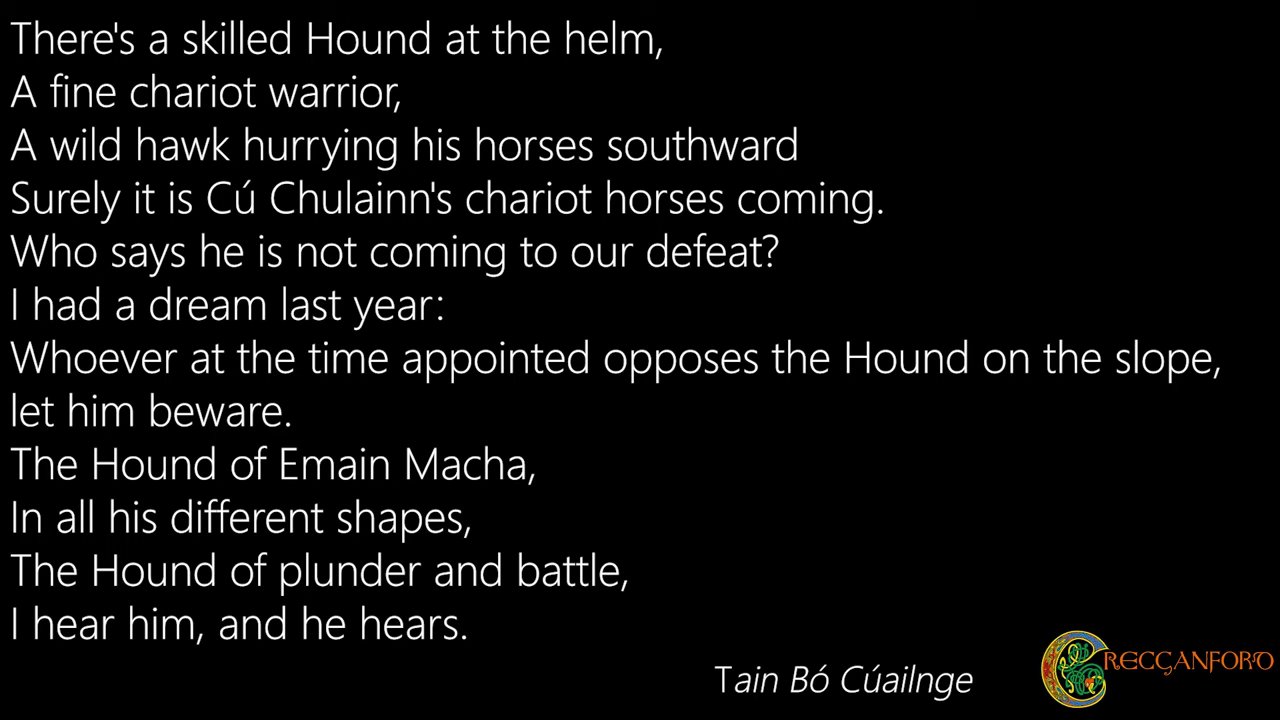 There's a skilled Hound at the helm,
A fine chariot warrior,
A wild hawk hurrying his horses southward
Surely it is Cú Chulainn's chariot horses coming.
Who says he is not coming to our defeat?
I had a dream last year:
Whoever at the time appointed opposes the Hound on the slope,
let him beware.
The Hound of Emain Macha,
In all his different shapes,
The Hound of plunder and battle,
I hear him, and he hears.
Tain Bó Cúailnge
CRECGANFORD